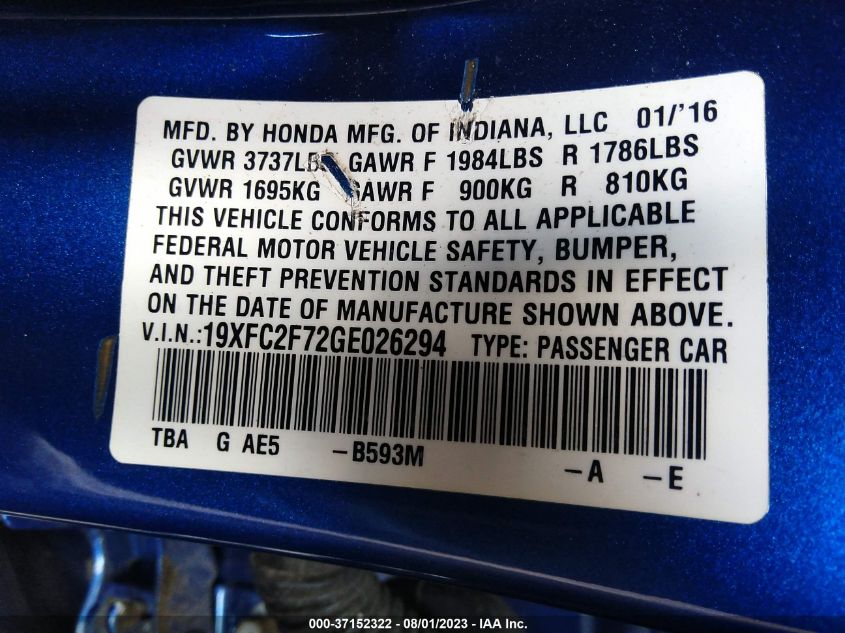 MFD. BY HONDA MFG. OF INDIANA, LLC 01/'16
GVWR 3737LBS GAWR F 1984LBS R 1786LBS
GVWR 1695KG GAWR F 900KG R 810KG
THIS VEHICLE CONFORMS TO ALL APPLICABLE
FEDERAL MOTOR VEHICLE SAFETY, BUMPER,
AND THEFT PREVENTION STANDARDS IN EFFECT
ON THE DATE OF MANUFACTURE SHOWN ABOVE.
V.I.N.:19XFC2F72GE026294 TYPE: PASSENGER CAR
TBA G AE5 -B593M -A -E
000-37152322 - 08/01/2023 - IAA Inc.